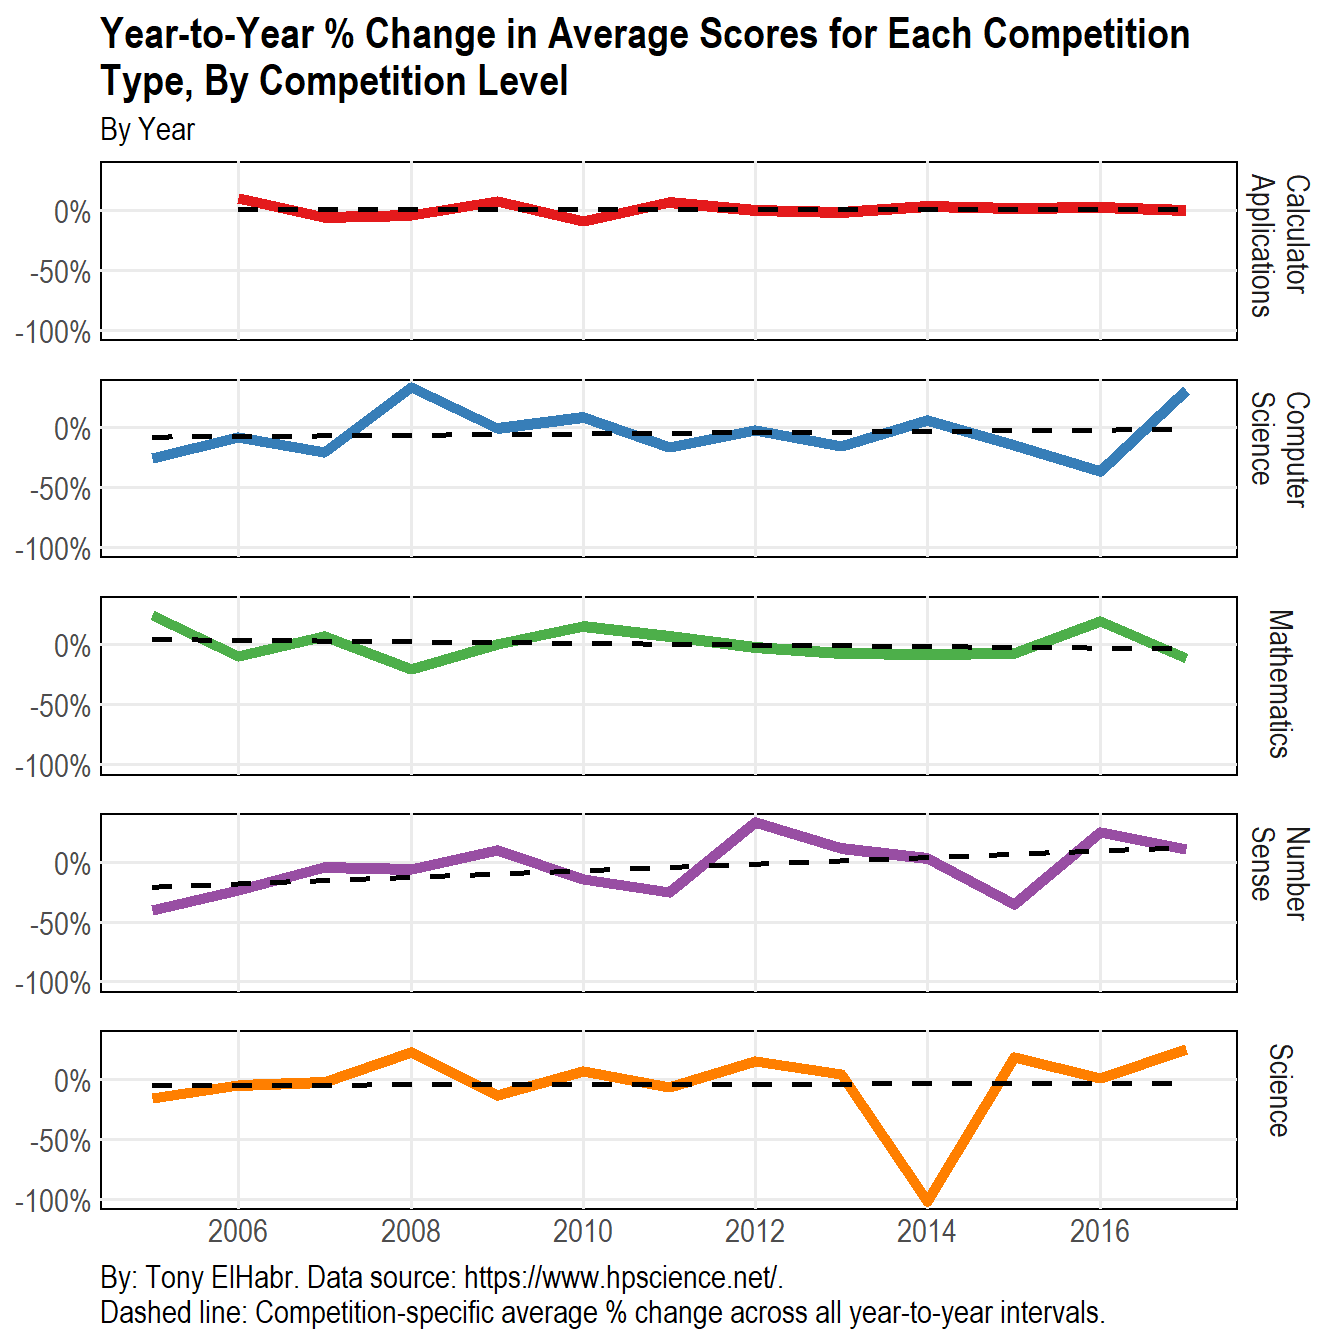 Year-to-Year % Change in Average Scores for Each Competition
Type, By Competition Level
By Year
0%
-50%
-100%
Calculator
Applications
0%
-50%
-100%
Computer
Science
0%
-50%
-100%
Mathematics
0%
-50%
-100%
Number
Sense
0%
-50%
-100%
Science
2006
2008
2010
2012
2014
2016
By: Tony ElHabr. Data source: https://www.hpscience.net/.
Dashed line: Competition-specific average % change across all year-to-year intervals.